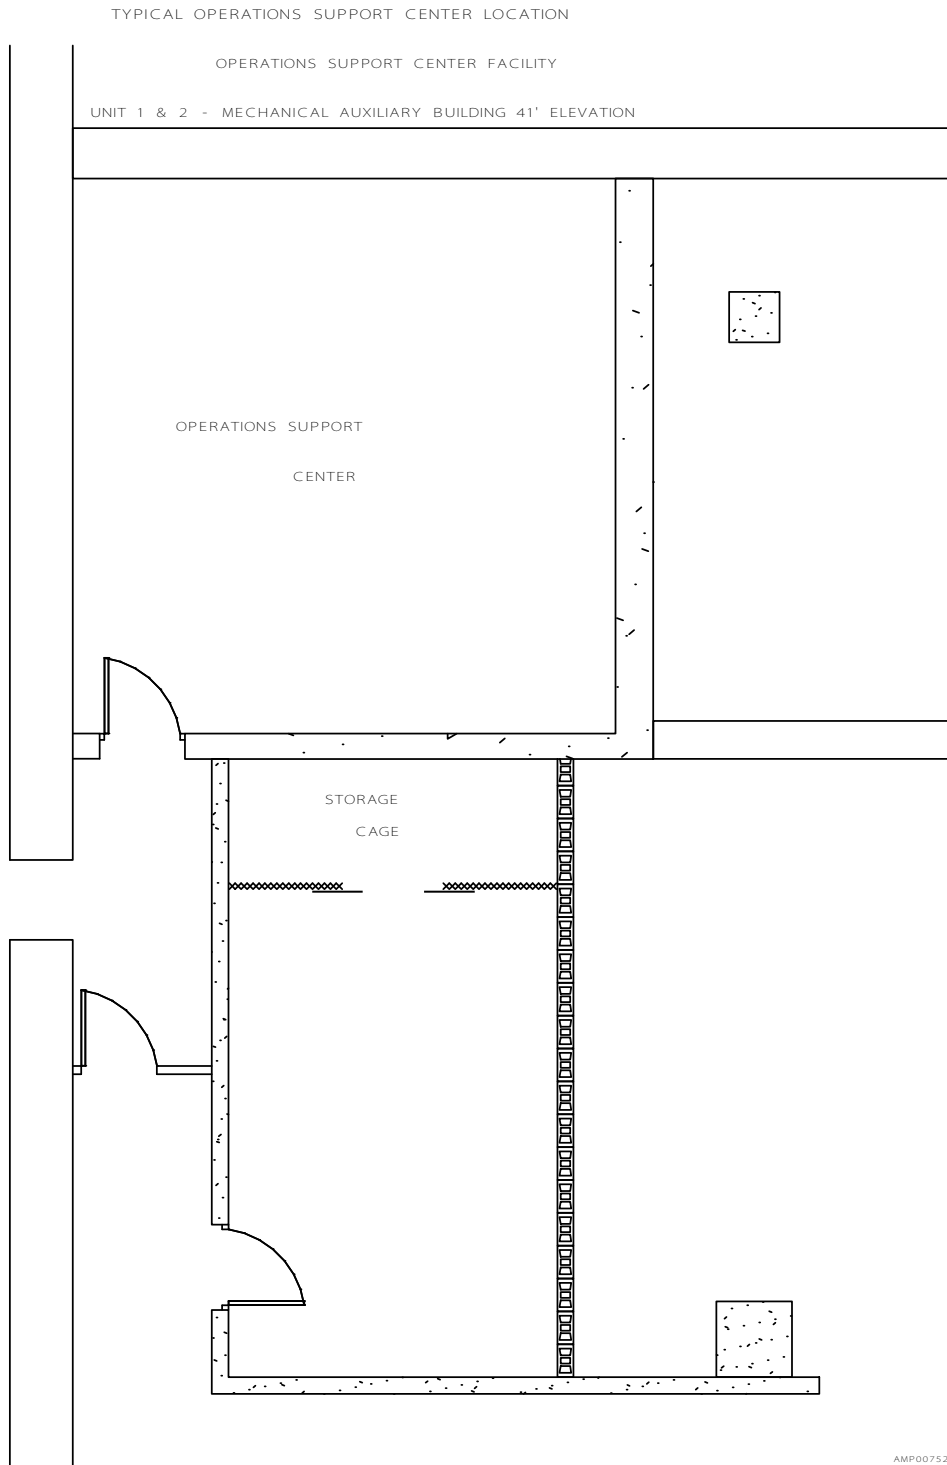 TYPICAL OPERATIONS SUPPORT CENTER LOCATION
OPERATIONS SUPPORT CENTER FACILITY
UNIT 1 & 2 - MECHANICAL AUXILIARY BUILDING 41' ELEVATION
OPERATIONS SUPPORT
CENTER
STORAGE
CAGE
AMP00752